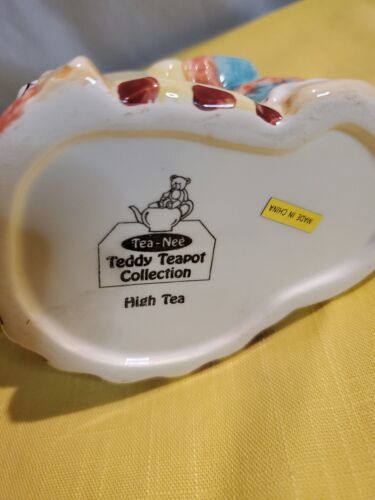 Tea-Nee
Teddy Teapot
Collection
High Tea
MADE IN CHINA